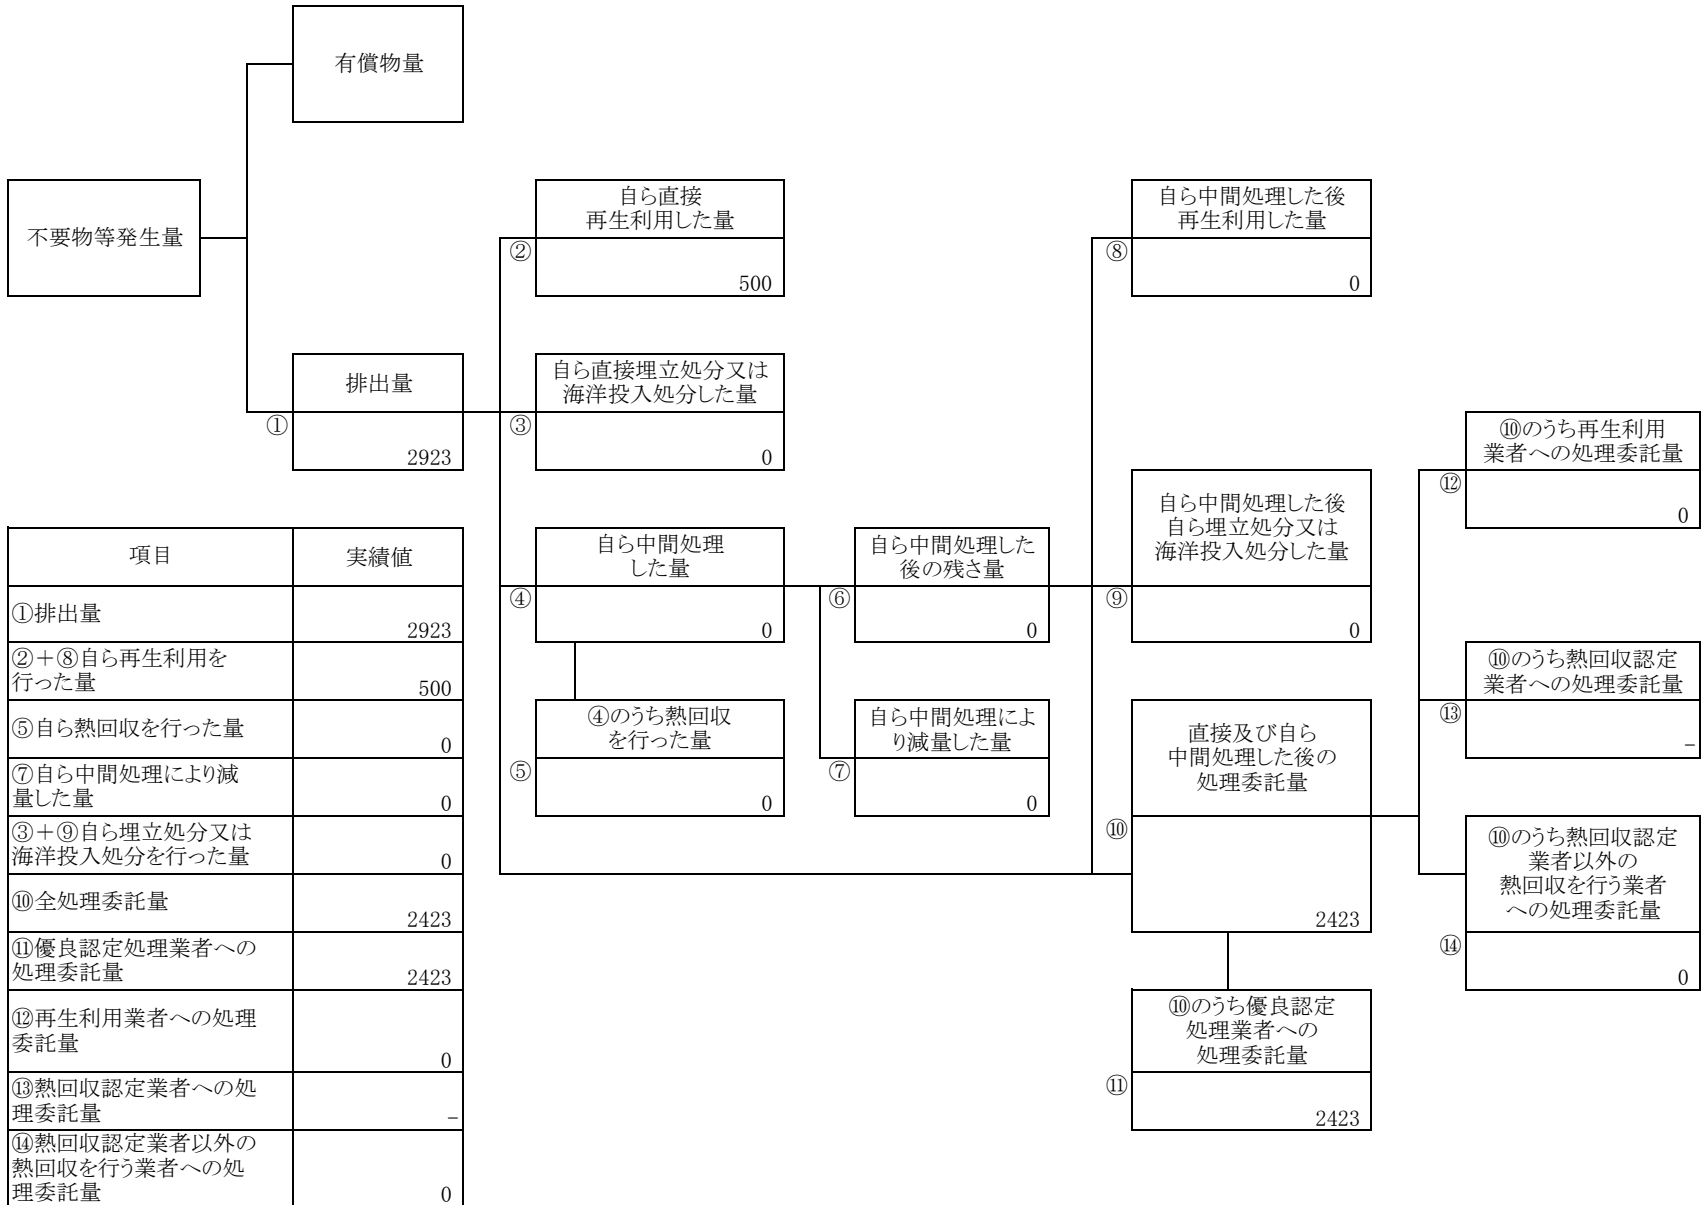 有償物量
不要物等発生量
排出量
①
2923
自ら直接
再生利用した量
②
500
自ら直接埋立処分又は
海洋投入処分した量
③
0
自ら中間処理
した量
④
0
④のうち熱回収
を行った量
⑤
0
自ら中間処理した
後の残さ量
⑥
0
自ら中間処理によ
り減量した量
⑦
0
自ら中間処理した後
再生利用した量
⑧
0
自ら中間処理した後
自ら埋立処分又は
海洋投入処分した量
⑨
0
直接及び自ら
中間処理した後の
処理委託量
⑩
2423
⑩のうち優良認定
処理業者への
処理委託量
⑪
2423
⑩のうち再生利用
業者への処理委託量
⑫
0
⑩のうち熱回収認定
業者への処理委託量
⑬
－
⑩のうち熱回収認定
業者以外の
熱回収を行う業者
への処理委託量
⑭
0
項目 実績値
①排出量 2923
②＋⑧自ら再生利用を
行った量 500
⑤自ら熱回収を行った量 0
⑦自ら中間処理により減
量した量 0
③＋⑨自ら埋立処分又は
海洋投入処分を行った量 0
⑩全処理委託量 2423
⑪優良認定処理業者への
処理委託量 2423
⑫再生利用業者への処理
委託量 0
⑬熱回収認定業者への処
理委託量 －
⑭熱回収認定業者以外の
熱回収を行う業者への処
理委託量 0